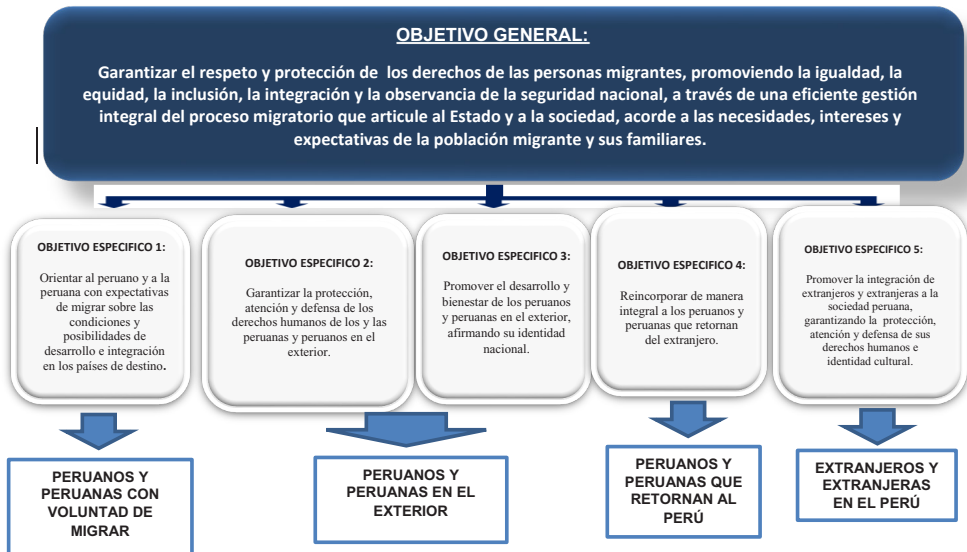 OBJETIVO GENERAL:
Garantizar el respeto y protección de los derechos de las personas migrantes, promoviendo la igualdad, la
equidad, la inclusión, la integración y la observancia de la seguridad nacional, a través de una eficiente gestión
integral del proceso migratorio que articule al Estado y a la sociedad, acorde a las necesidades, intereses y
expectativas de la población migrante y sus familiares.
OBJETIVO ESPECIFICO 1:
Orientar al peruano y a la
peruana con expectativas
de migrar sobre las
condiciones y
posibilidades de
desarrollo e integración
en los países de destino.
OBJETIVO ESPECIFICO 2:
Garantizar la protección,
atención y defensa de los
derechos humanos de los y las
peruanas y peruanos en el
exterior.
OBJETIVO ESPECIFICO 3:
Promover el desarrollo y
bienestar de los peruanos
y peruanas en el exterior,
afirmando su identidad
nacional.
OBJETIVO ESPECIFICO 4:
Reincorporar de manera
integral a los peruanos y
peruanas que retornan
del extranjero.
OBJETIVO ESPECIFICO 5:
Promover la integración de
extranjeros y extranjeras a la
sociedad peruana,
garantizando la protección,
atención y defensa de sus
derechos humanos e
identidad cultural.
PERUANOS Y
PERUANAS CON
VOLUNTAD DE
MIGRAR
PERUANOS Y
PERUANAS EN EL
EXTERIOR
PERUANOS Y
PERUANAS QUE
RETORNAN AL
PERÚ
EXTRANJEROS Y
EXTRANJERAS
EN EL PERÚ